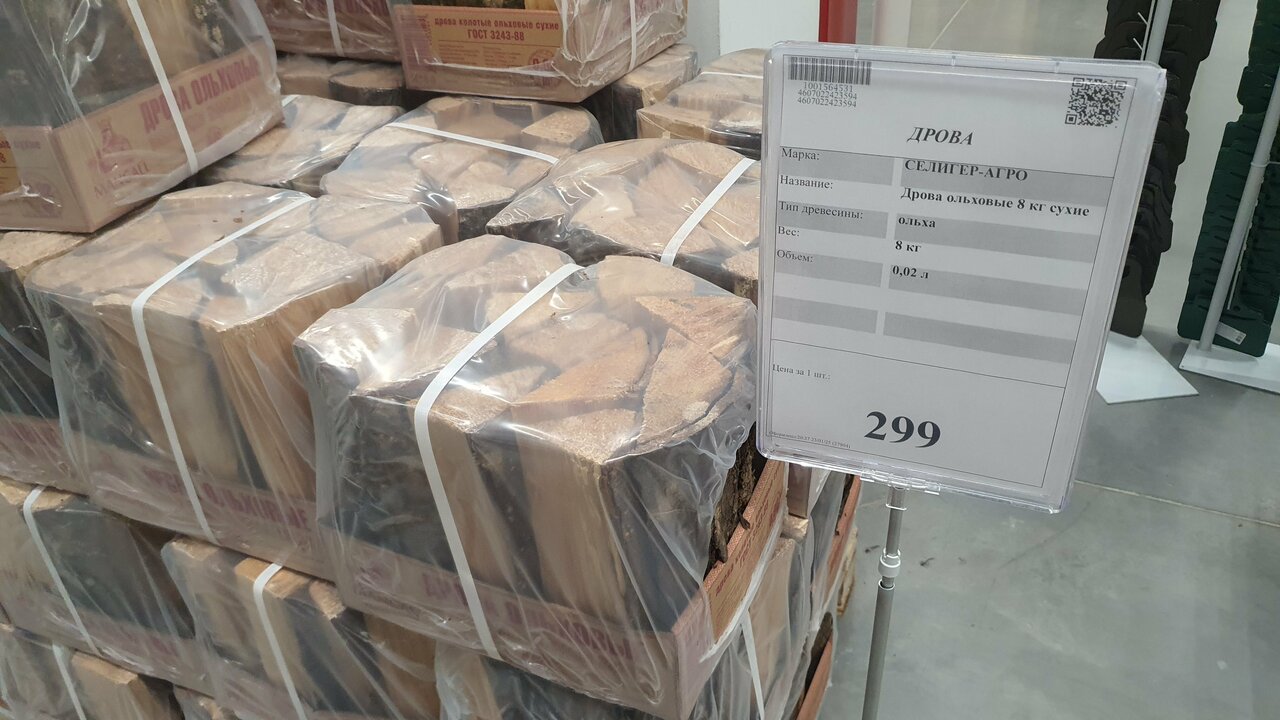 дрова колотые ольховые сухие
ГОСТ 3243-88
ДРОВА ОЛЬХОВЫЕ
1001564531
4607022423594
4607022423594
ДРОВА
Марка: СЕЛИГЕР-АГРО
Название: Дрова ольховые 8 кг сухие
Тип древесины: ольха
Вес: 8 кг
Объем: 0,02 л
Цена за 1 шт.:
299